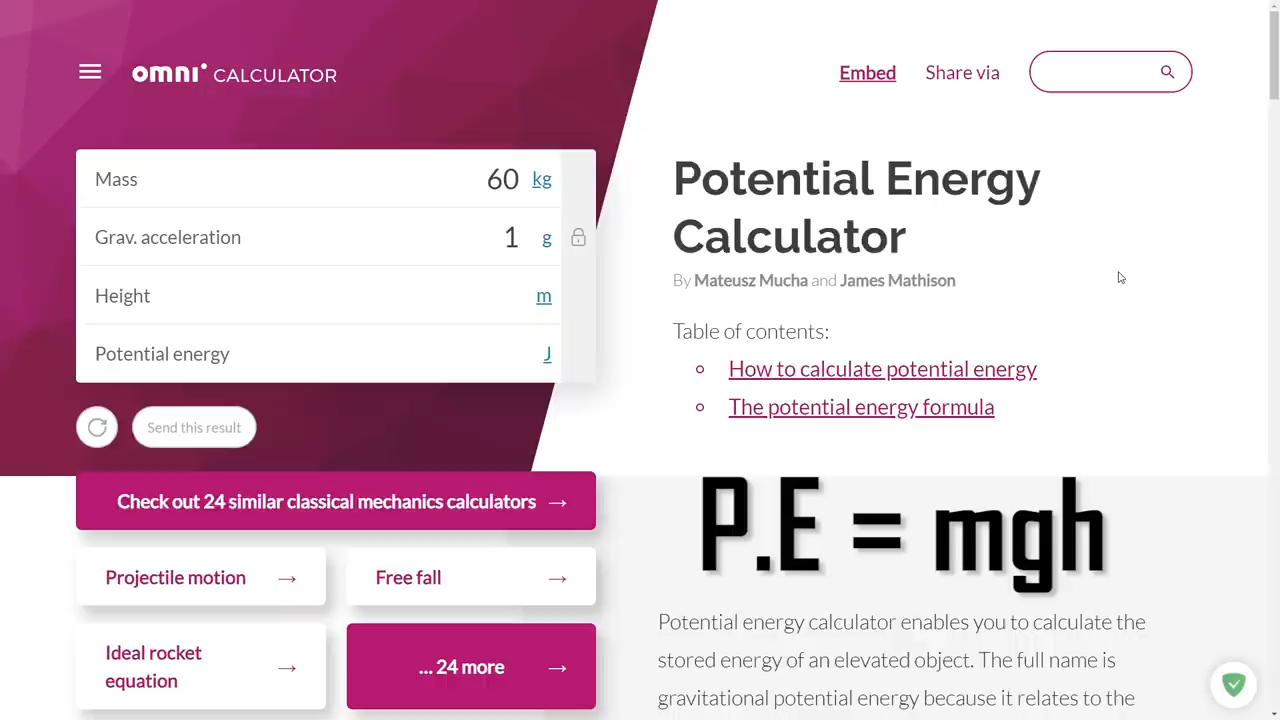 omni CALCULATOR
Embed
Share via
Mass 60 kg
Grav. acceleration 1 g
Height m
Potential energy J
Send this result
Check out 24 similar classical mechanics calculators →
Projectile motion →
Free fall →
Ideal rocket
equation →
... 24 more →
Potential Energy
Calculator
By Mateusz Mucha and James Mathison
Table of contents:
How to calculate potential energy
The potential energy formula
P.E = mgh
Potential energy calculator enables you to calculate the
stored energy of an elevated object. The full name is
gravitational potential energy because it relates to the